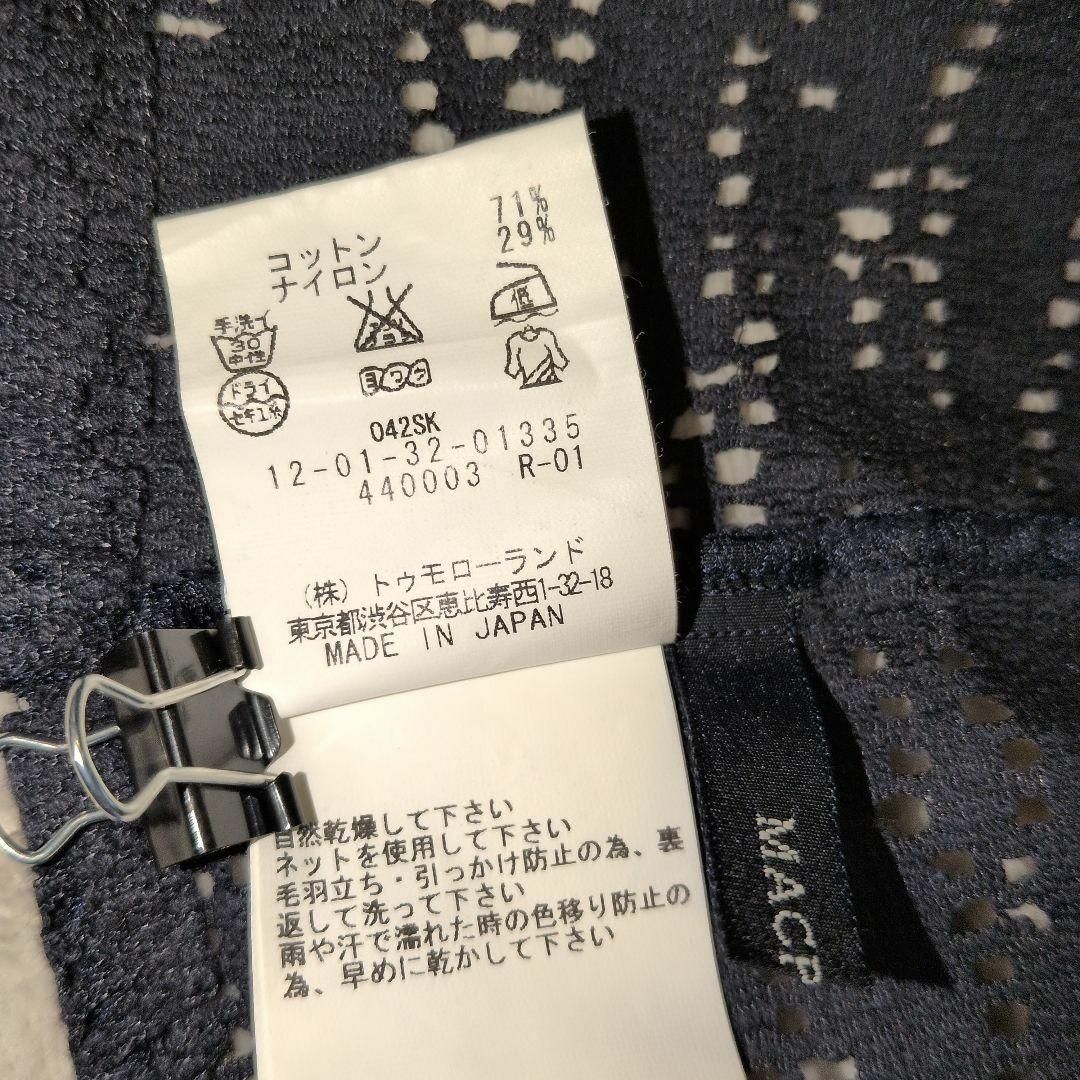 コットン 71%
ナイロン 29%
手洗イ
30
中性
エンソ
低
ドライ
セキユ系
ヨワク
042SK
12-01-32-01335
440003 R-01
(株) トゥモローランド
東京都渋谷区恵比寿西1-32-18
MADE IN JAPAN
自然乾燥して下さい
ネットを使用して下さい
毛羽立ち・引っかけ防止の為、裏
返して洗って下さい
雨や汗で濡れた時の色移り防止の
為、早めに乾かして下さい
MACP